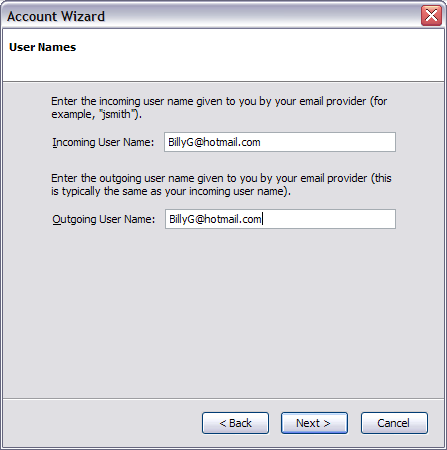 Account Wizard
User Names
Enter the incoming user name given to you by your email provider (for
example, "jsmith").
Incoming User Name: BillyG@hotmail.com
Enter the outgoing user name given to you by your email provider (this
is typically the same as your incoming user name).
Outgoing User Name: BillyG@hotmail.com
< Back Next > Cancel